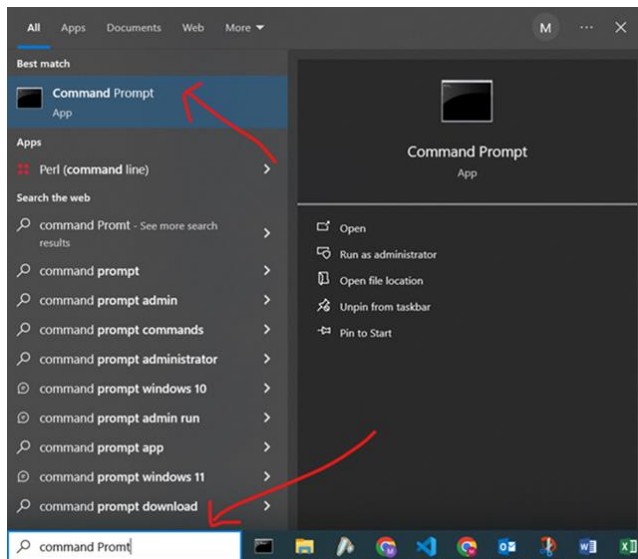 All Apps Documents Web More M
Best match
Command Prompt
App
Apps
Perl (command line)
Search the web
command Promt - See more search
results
command prompt
command prompt admin
command prompt commands
command prompt administrator
command prompt windows 10
command prompt admin run
command prompt app
command prompt windows 11
command prompt download
command Promt
Command Prompt
App
Open
Run as administrator
Open file location
Unpin from taskbar
Pin to Start